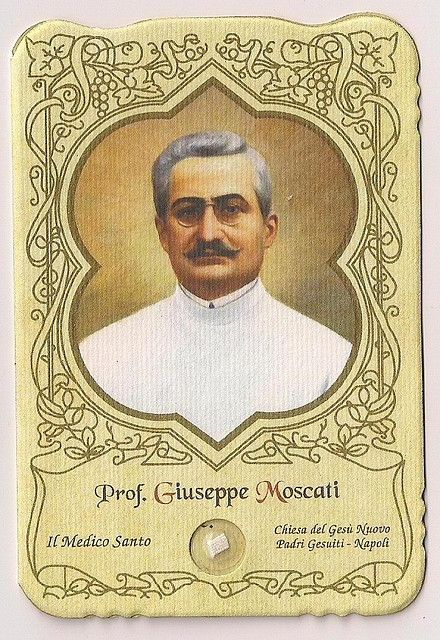 Prof. Giuseppe Moscati
Il Medico Santo
Chiesa del Gesù Nuovo
Padri Gesuiti - Napoli